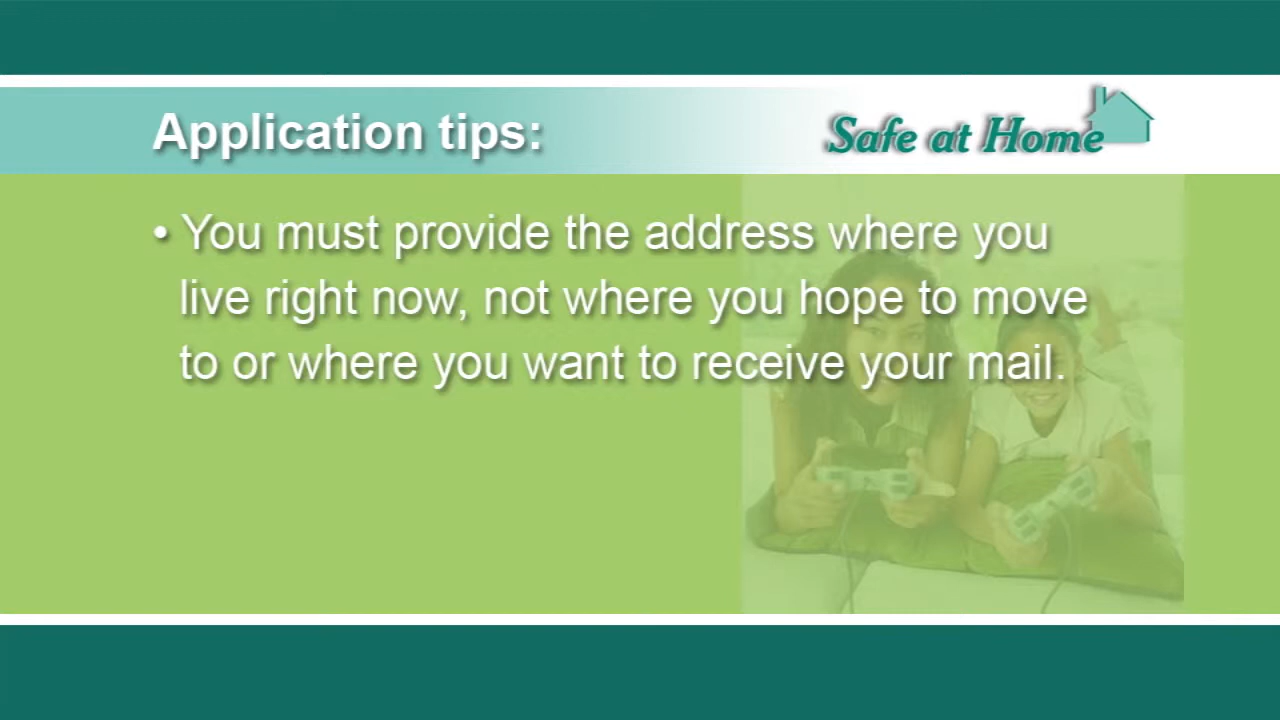 Application tips:
Safe at Home
• You must provide the address where you
live right now, not where you hope to move
to or where you want to receive your mail.